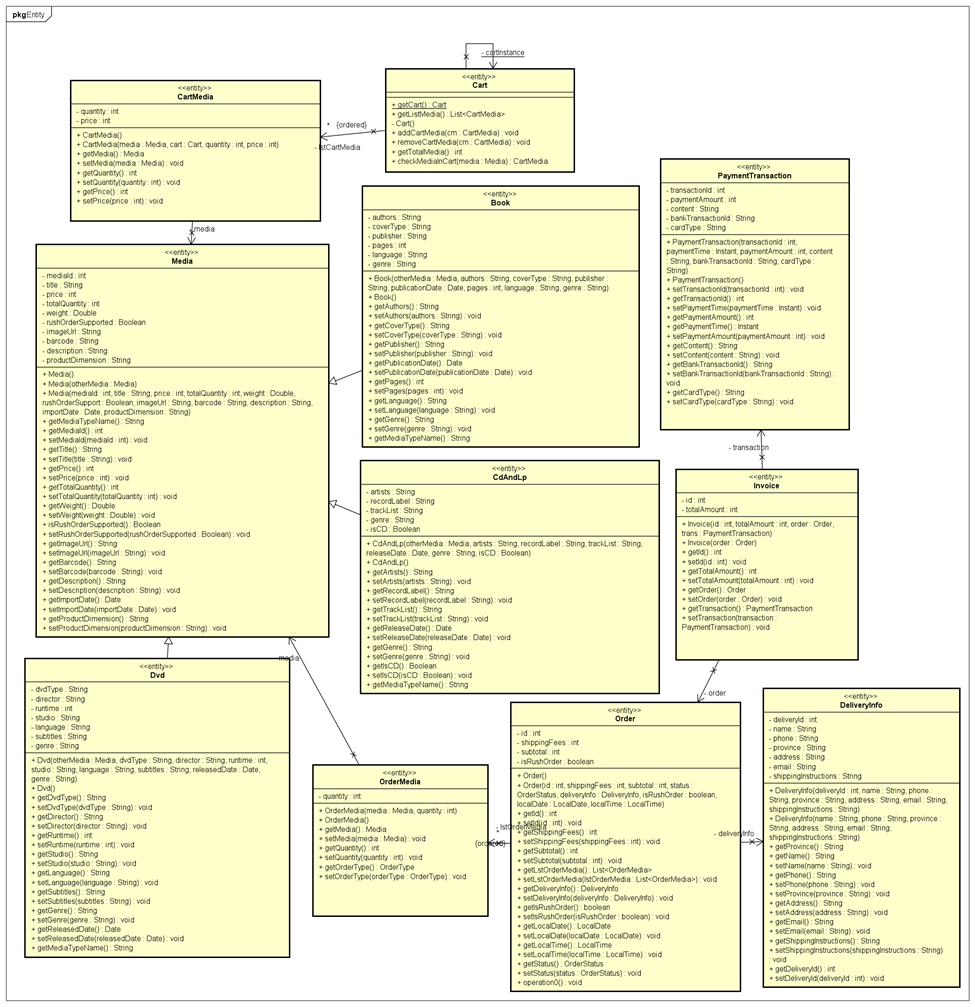 pkg Entity
- cartInstance
<<entity>>
Cart
+ getCart() : Cart
+ getListMedia() : List<CartMedia>
- Cart()
+ addCartMedia(cm : CartMedia) : void
+ removeCartMedia(cm : CartMedia) : void
+ getTotalMedia() : int
+ checkMediaInCart(media : Media) : CartMedia
<<entity>>
CartMedia
- quantity : int
- price : int
+ CartMedia()
+ CartMedia(media : Media, cart : Cart, quantity : int, price : int)
+ getMedia() : Media
+ setMedia(media : Media) : void
+ getQuantity() : int
+ setQuantity(quantity : int) : void
+ getPrice() : int
+ setPrice(price : int) : void
* {ordered}
- lstCartMedia
- media
<<entity>>
Media
- mediaId : int
- title : String
- price : int
- totalQuantity : int
- weight : Double
- rushOrderSupported : Boolean
- imageUrl : String
- barcode : String
- description : String
- productDimension : String
+ Media()
+ Media(otherMedia : Media)
+ Media(mediaId : int, title : String, price : int, totalQuantity : int, weight : Double,
rushOrderSupport : Boolean, imageUrl : String, barcode : String, description : String,
importDate : Date, productDimension : String)
+ getMediaTypeName() : String
+ getMediaId() : int
+ setMediaId(mediaId : int) : void
+ getTitle() : String
+ setTitle(title : String) : void
+ getPrice() : int
+ setPrice(price : int) : void
+ getTotalQuantity() : int
+ setTotalQuantity(totalQuantity : int) : void
+ getWeight() : Double
+ setWeight(weight : Double) : void
+ isRushOrderSupported() : Boolean
+ setRushOrderSupported(rushOrderSupported : Boolean) : void
+ getImageUrl() : String
+ setImageUrl(imageUrl : String) : void
+ getBarcode() : String
+ setBarcode(barcode : String) : void
+ getDescription() : String
+ setDescription(description : String) : void
+ getImportDate() : Date
+ setImportDate(importDate : Date) : void
+ getProductDimension() : String
+ setProductDimension(productDimension : String) : void
<<entity>>
Book
- authors : String
- coverType : String
- publisher : String
- pages : int
- language : String
- genre : String
+ Book(otherMedia : Media, authors : String, coverType : String, publisher :
String, publicationDate : Date, pages : int, language : String, genre : String)
+ Book()
+ getAuthors() : String
+ setAuthors(authors : String) : void
+ getCoverType() : String
+ setCoverType(coverType : String) : void
+ getPublisher() : String
+ setPublisher(publisher : String) : void
+ getPublicationDate() : Date
+ setPublicationDate(publicationDate : Date) : void
+ getPages() : int
+ setPages(pages : int) : void
+ getLanguage() : String
+ setLanguage(language : String) : void
+ getGenre() : String
+ setGenre(genre : String) : void
+ getMediaTypeName() : String
<<entity>>
PaymentTransaction
- transactionId : int
- paymentAmount : int
- content : String
- bankTransactionId : String
- cardType : String
+ PaymentTransaction(transactionId : int,
paymentTime : Instant, paymentAmount : int, content
: String, bankTransactionId : String, cardType :
String)
+ PaymentTransaction()
+ setTransactionId(transactionId : int) : void
+ getTransactionId() : int
+ setPaymentTime(paymentTime : Instant) : void
+ getPaymentAmount() : int
+ getPaymentTime() : Instant
+ setPaymentAmount(paymentAmount : int) : void
+ getContent() : String
+ setContent(content : String) : void
+ getBankTransactionId() : String
+ setBankTransactionId(bankTransactionId : String) :
void
+ getCardType() : String
+ setCardType(cardType : String) : void
- transaction
<<entity>>
CdAndLp
- artists : String
- recordLabel : String
- trackList : String
- genre : String
- isCD : Boolean
+ CdAndLp(otherMedia : Media, artists : String, recordLabel : String, trackList : String,
releaseDate : Date, genre : String, isCD : Boolean)
+ CdAndLp()
+ getArtists() : String
+ setArtists(artists : String) : void
+ getRecordLabel() : String
+ setRecordLabel(recordLabel : String) : void
+ getTrackList() : String
+ setTrackList(trackList : String) : void
+ getReleaseDate() : Date
+ setReleaseDate(releaseDate : Date) : void
+ getGenre() : String
+ setGenre(genre : String) : void
+ getIsCD() : Boolean
+ setIsCD(isCD : Boolean) : void
+ getMediaTypeName() : String
<<entity>>
Invoice
- id : int
- totalAmount : int
+ Invoice(id : int, totalAmount : int, order : Order,
trans : PaymentTransaction)
+ Invoice(order : Order)
+ getId() : int
+ setId(id : int) : void
+ getTotalAmount() : int
+ setTotalAmount(totalAmount : int) : void
+ getOrder() : Order
+ setOrder(order : Order) : void
+ getTransaction() : PaymentTransaction
+ setTransaction(transaction :
PaymentTransaction) : void
- order
<<entity>>
Dvd
- dvdType : String
- director : String
- runtime : int
- studio : String
- language : String
- subtitles : String
- genre : String
+ Dvd(otherMedia : Media, dvdType : String, director : String, runtime : int,
studio : String, language : String, subtitles : String, releasedDate : Date,
genre : String)
+ Dvd()
+ getDvdType() : String
+ setDvdType(dvdType : String) : void
+ getDirector() : String
+ setDirector(director : String) : void
+ getRuntime() : int
+ setRuntime(runtime : int) : void
+ getStudio() : String
+ setStudio(studio : String) : void
+ getLanguage() : String
+ setLanguage(language : String) : void
+ getSubtitles() : String
+ setSubtitles(subtitles : String) : void
+ getGenre() : String
+ setGenre(genre : String) : void
+ getReleasedDate() : Date
+ setReleasedDate(releasedDate : Date) : void
+ getMediaTypeName() : String
- media
<<entity>>
OrderMedia
- quantity : int
+ OrderMedia(media : Media, quantity : int)
+ OrderMedia()
+ getMedia() : Media
+ setMedia(media : Media) : void
+ getQuantity() : int
+ setQuantity(quantity : int) : void
+ getOrderType() : OrderType
+ setOrderType(orderType : OrderType) : void
- lstOrderMedia
* {ordered}
<<entity>>
Order
- id : int
- shippingFees : int
- subtotal : int
- isRushOrder : boolean
+ Order()
+ Order(id : int, shippingFees : int, subtotal : int, status :
OrderStatus, deliveryInfo : DeliveryInfo, isRushOrder : boolean,
localDate : LocalDate, localTime : LocalTime)
+ getId() : int
+ setId(id : int) : void
+ getShippingFees() : int
+ setShippingFees(shippingFees : int) : void
+ getSubtotal() : int
+ setSubtotal(subtotal : int) : void
+ getLstOrderMedia() : List<OrderMedia>
+ setLstOrderMedia(lstOrderMedia : List<OrderMedia>) : void
+ getDeliveryInfo() : DeliveryInfo
+ setDeliveryInfo(deliveryInfo : DeliveryInfo) : void
+ getIsRushOrder() : boolean
+ setIsRushOrder(isRushOrder : boolean) : void
+ getLocalDate() : LocalDate
+ setLocalDate(localDate : LocalDate) : void
+ getLocalTime() : LocalTime
+ setLocalTime(localTime : LocalTime) : void
+ getStatus() : OrderStatus
+ setStatus(status : OrderStatus) : void
+ operation0() : void
- deliveryInfo
<<entity>>
DeliveryInfo
- deliveryId : int
- name : String
- phone : String
- province : String
- address : String
- email : String
- shippingInstructions : String
+ DeliveryInfo(deliveryId : int, name : String, phone :
String, province : String, address : String, email : String,
shippingInstructions : String)
+ DeliveryInfo(name : String, phone : String, province :
String, address : String, email : String,
shippingInstructions : String)
+ getProvince() : String
+ getName() : String
+ setName(name : String) : void
+ getPhone() : String
+ setPhone(phone : String) : void
+ setProvince(province : String) : void
+ getAddress() : String
+ setAddress(address : String) : void
+ getEmail() : String
+ setEmail(email : String) : void
+ getShippingInstructions() : String
+ setShippingInstructions(shippingInstructions : String)
: void
+ getDeliveryId() : int
+ setDeliveryId(deliveryId : int) : void